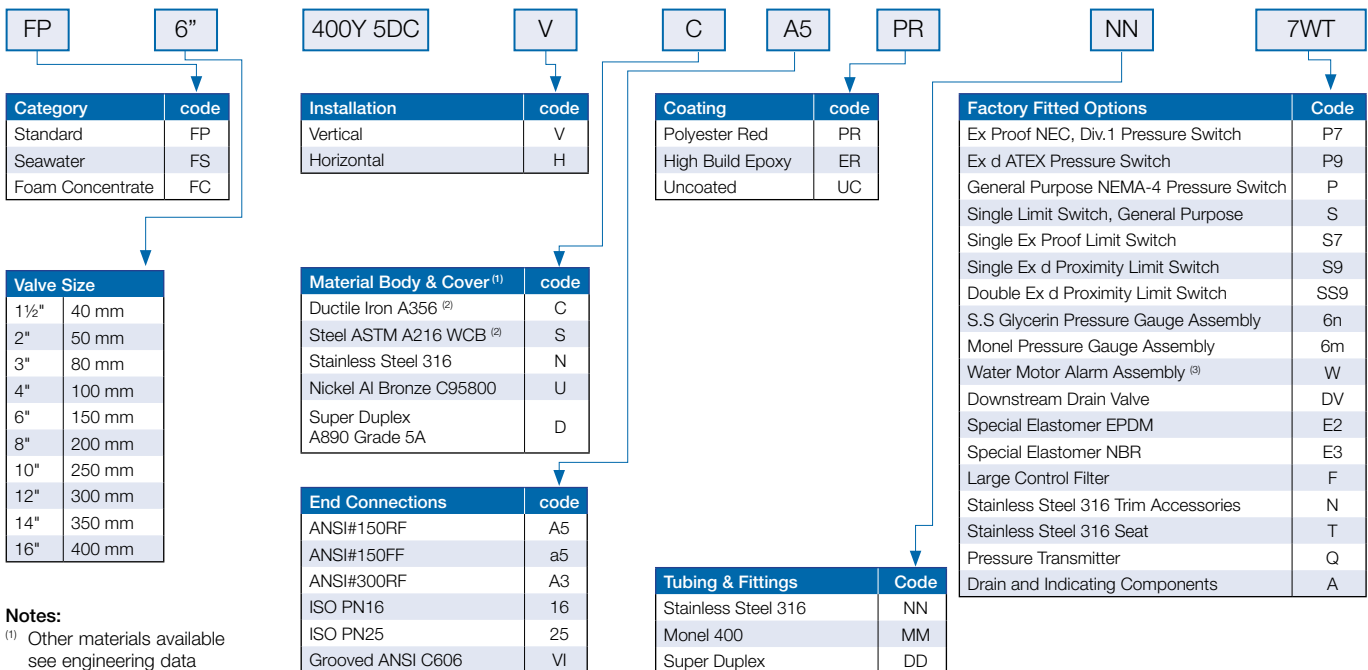 FP 6” 400Y 5DC V C A5 PR NN 7WT
Category code
Standard FP
Seawater FS
Foam Concentrate FC
Valve Size
1½" 40 mm
2" 50 mm
3" 80 mm
4" 100 mm
6" 150 mm
8" 200 mm
10" 250 mm
12" 300 mm
14" 350 mm
16" 400 mm
Notes:
(1) Other materials available
see engineering data
Installation code
Vertical V
Horizontal H
Material Body & Cover (1) code
Ductile Iron A356 (2) C
Steel ASTM A216 WCB (2) S
Stainless Steel 316 N
Nickel Al Bronze C95800 U
Super Duplex
A890 Grade 5A D
End Connections code
ANSI#150RF A5
ANSI#150FF a5
ANSI#300RF A3
ISO PN16 16
ISO PN25 25
Grooved ANSI C606 VI
Coating code
Polyester Red PR
High Build Epoxy ER
Uncoated UC
Tubing & Fittings Code
Stainless Steel 316 NN
Monel 400 MM
Super Duplex DD
Factory Fitted Options Code
Ex Proof NEC, Div.1 Pressure Switch P7
Ex d ATEX Pressure Switch P9
General Purpose NEMA-4 Pressure Switch P
Single Limit Switch, General Purpose S
Single Ex Proof Limit Switch S7
Single Ex d Proximity Limit Switch S9
Double Ex d Proximity Limit Switch SS9
S.S Glycerin Pressure Gauge Assembly 6n
Monel Pressure Gauge Assembly 6m
Water Motor Alarm Assembly (3) W
Downstream Drain Valve DV
Special Elastomer EPDM E2
Special Elastomer NBR E3
Large Control Filter F
Stainless Steel 316 Trim Accessories N
Stainless Steel 316 Seat T
Pressure Transmitter Q
Drain and Indicating Components A